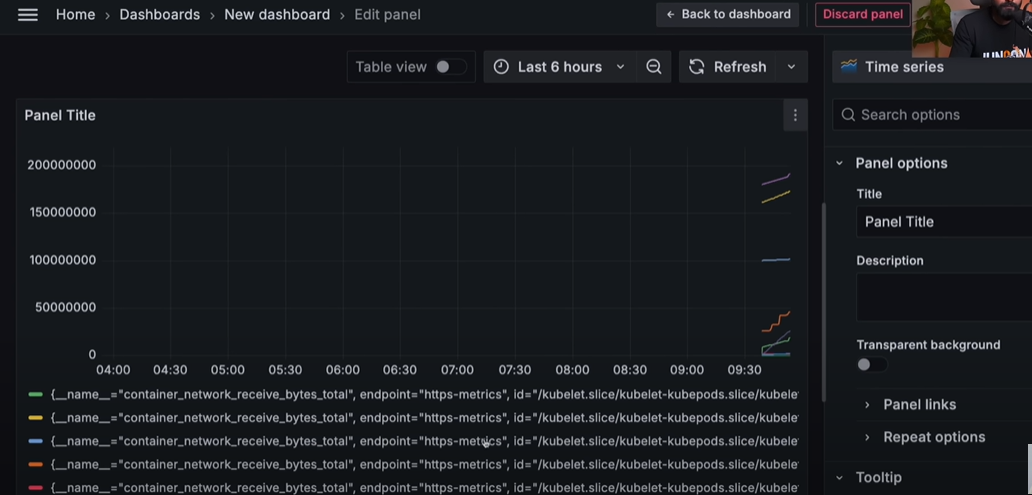 Home > Dashboards > New dashboard > Edit panel
← Back to dashboard
Discard panel
Table view
Last 6 hours
Refresh
Time series
Panel Title
Search options
Panel options
Title
Panel Title
Description
Transparent background
Panel links
Repeat options
Tooltip
200000000
150000000
100000000
50000000
0
04:00 04:30 05:00 05:30 06:00 06:30 07:00 07:30 08:00 08:30 09:00 09:30
{__name__="container_network_receive_bytes_total", endpoint="https-metrics", id="/kubelet.slice/kubelet-kubepods.slice/kubele
{__name__="container_network_receive_bytes_total", endpoint="https-metrics", id="/kubelet.slice/kubelet-kubepods.slice/kubele
{__name__="container_network_receive_bytes_total", endpoint="https-metrics", id="/kubelet.slice/kubelet-kubepods.slice/kubele
{__name__="container_network_receive_bytes_total", endpoint="https-metrics", id="/kubelet.slice/kubelet-kubepods.slice/kubele
{__name__="container_network_receive_bytes_total", endpoint="https-metrics", id="/kubelet.slice/kubelet-kubepods.slice/kubele